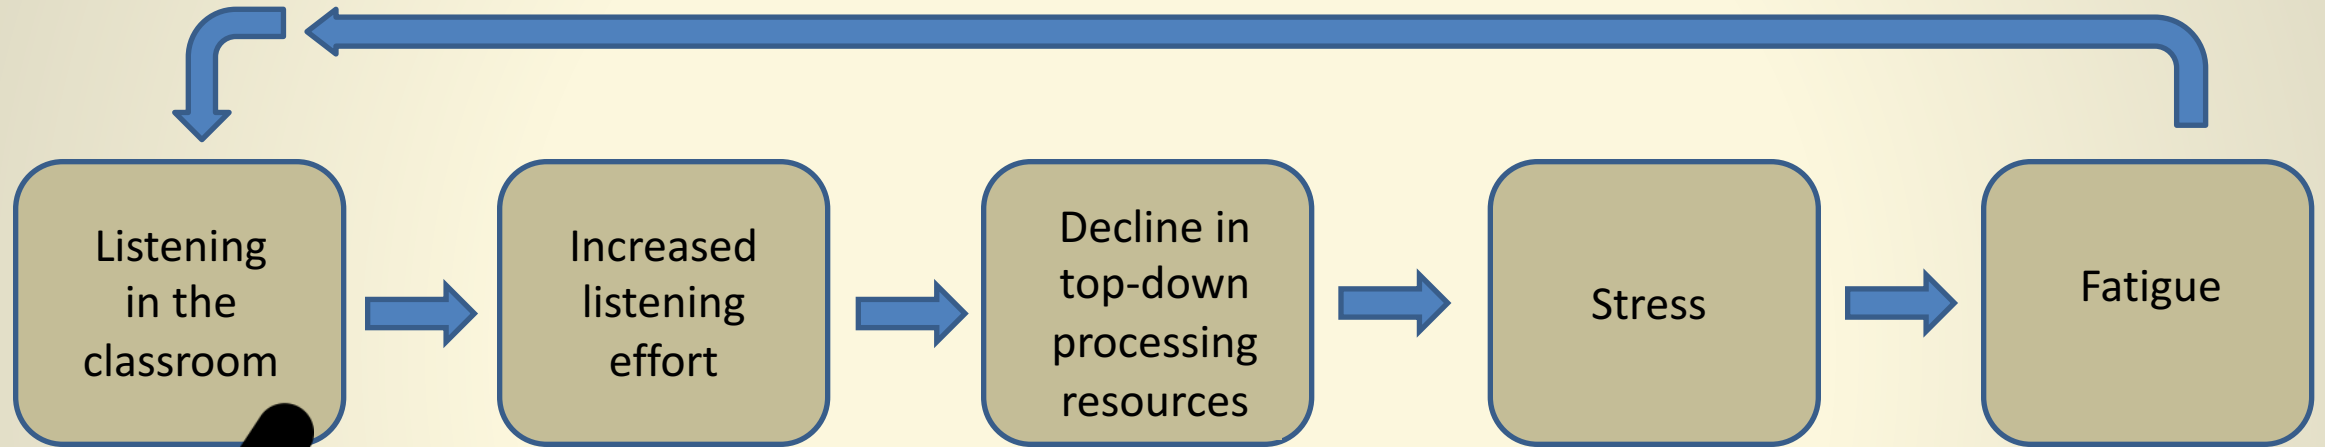 Listening
in the
classroom
Increased
listening
effort
Decline in
top-down
processing
resources
Stress
Fatigue